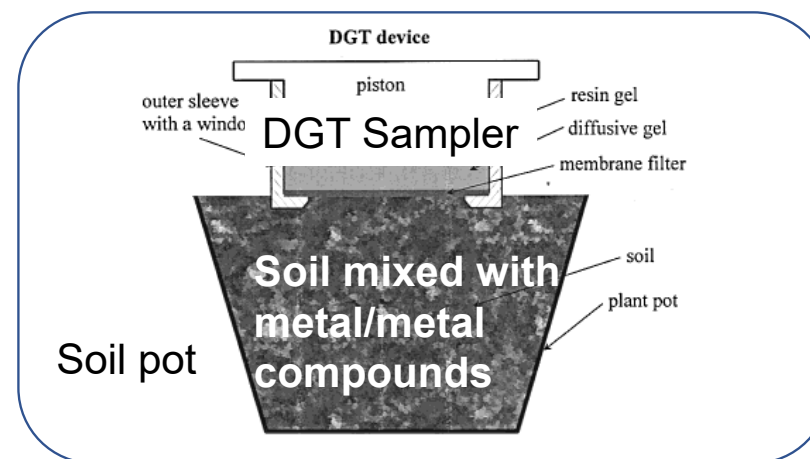 DGT device
piston
outer sleeve
with a windo
resin gel
DGT Sampler
diffusive gel
membrane filter
soil
Soil mixed with
metal/metal
compounds
plant pot
Soil pot